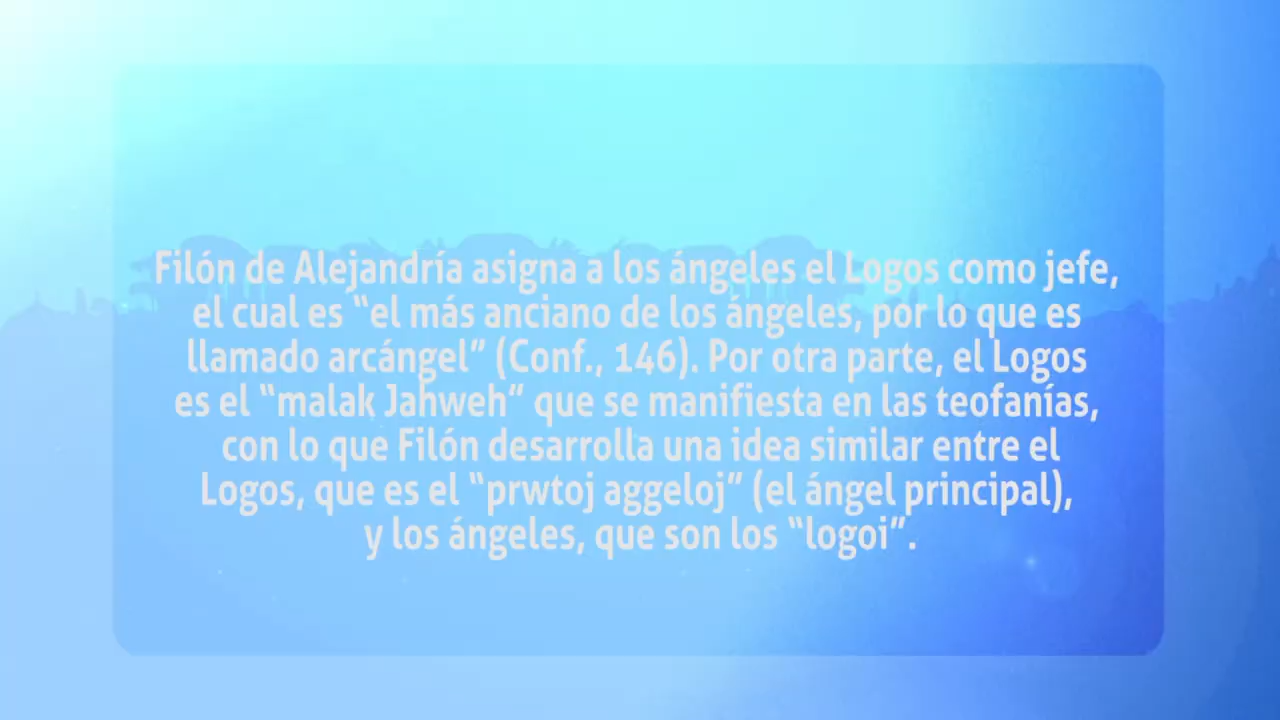 Filón de Alejandría asigna a los ángeles el Logos como jefe,
el cual es “el más anciano de los ángeles, por lo que es
llamado arcángel” (Conf., 146). Por otra parte, el Logos
es el “malak Jahweh” que se manifiesta en las teofanías,
con lo que Filón desarrolla una idea similar entre el
Logos, que es el “prwtoj aggeloj” (el ángel principal),
y los ángeles, que son los “logoi”.